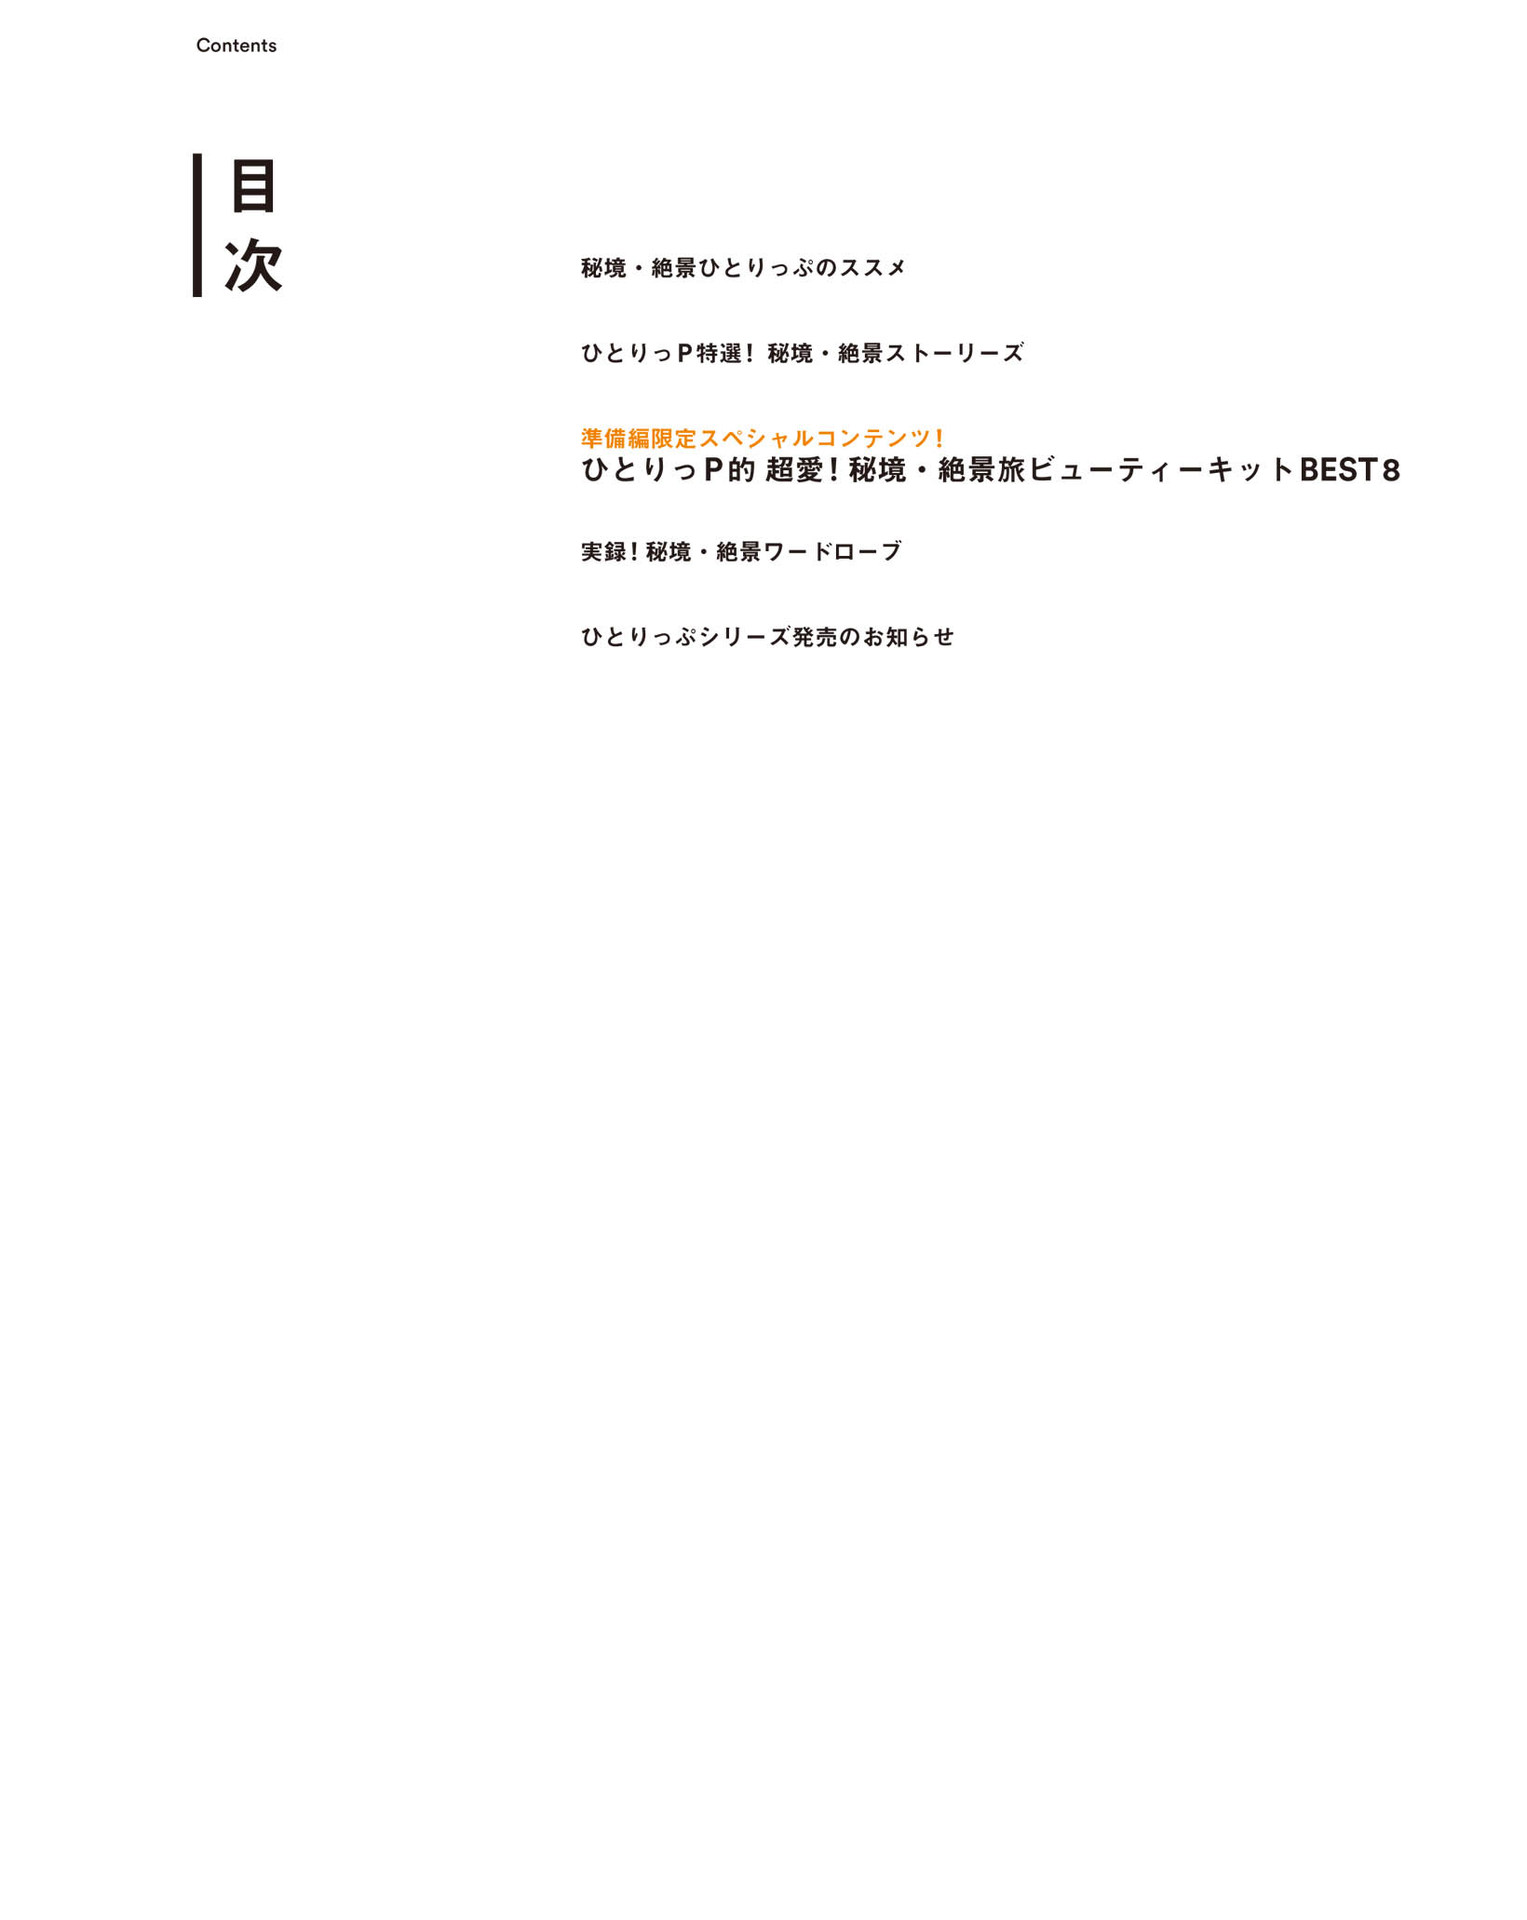 Contents
目次
秘境・絶景ひとりっぷのススメ
ひとりっP特選！ 秘境・絶景ストーリーズ
準備編限定スペシャルコンテンツ！
ひとりっP的 超愛！秘境・絶景旅ビューティーキットBEST8
実録！秘境・絶景ワードローブ
ひとりっぷシリーズ発売のお知らせ